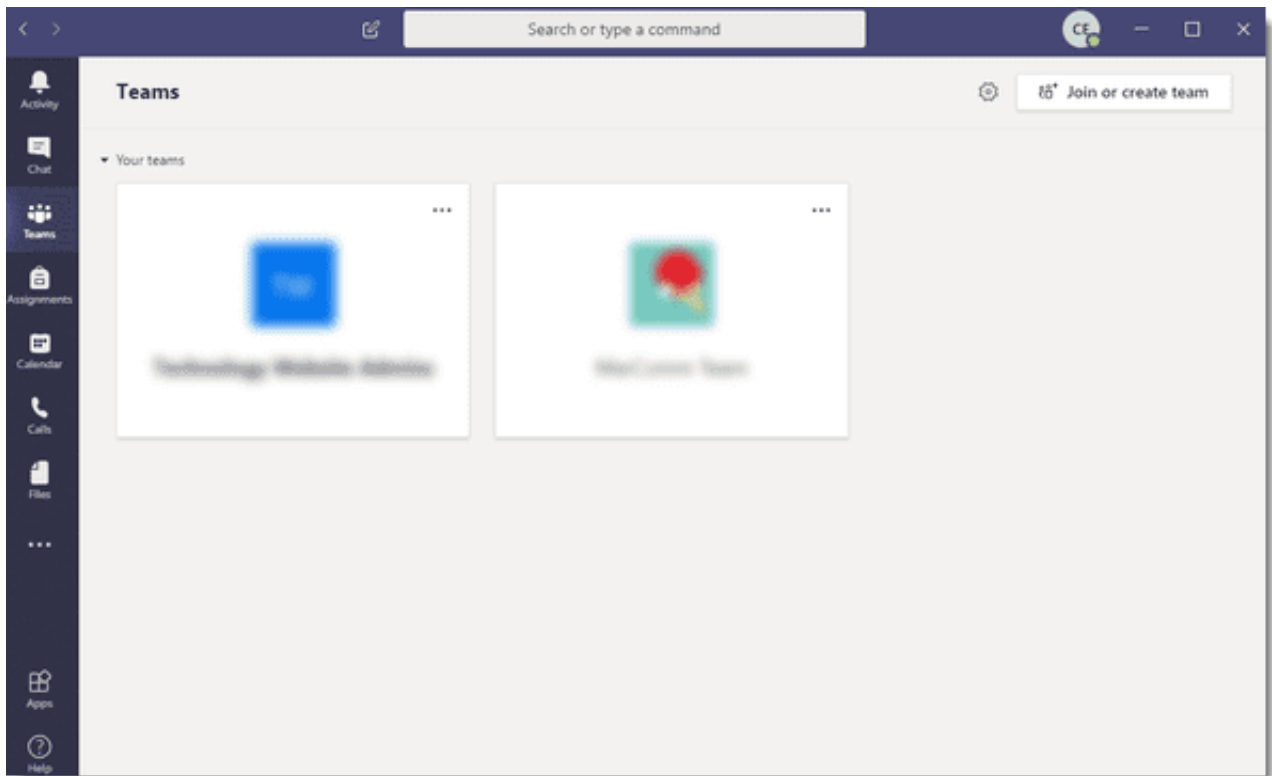 Search or type a command
CE
Activity
Chat
Teams
Assignments
Calendar
Calls
Files
Apps
Help
Teams
Join or create team
Your teams